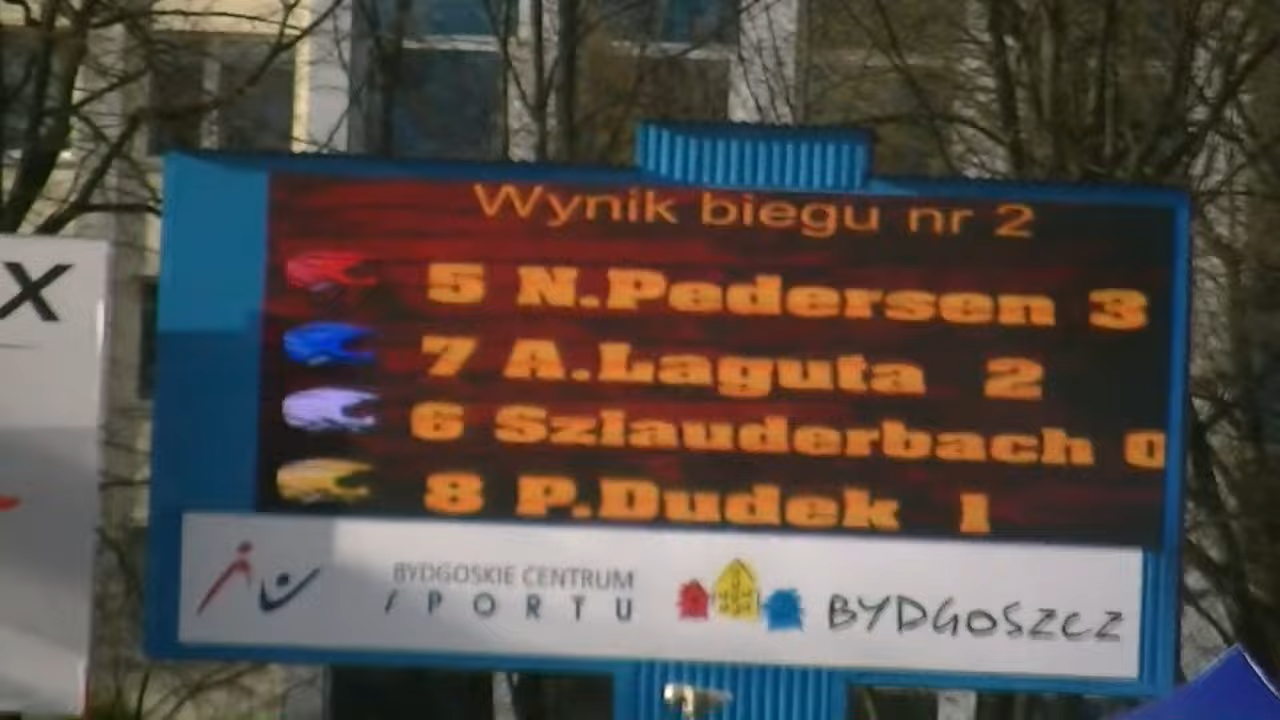 X
Wynik biegu nr 2
5 N.Pedersen 3
7 A.Laguta 2
6 Szlauderbach 0
8 P.Dudek 1
BYDGOSKIE CENTRUM
SPORTU
BYDGOSZCZ